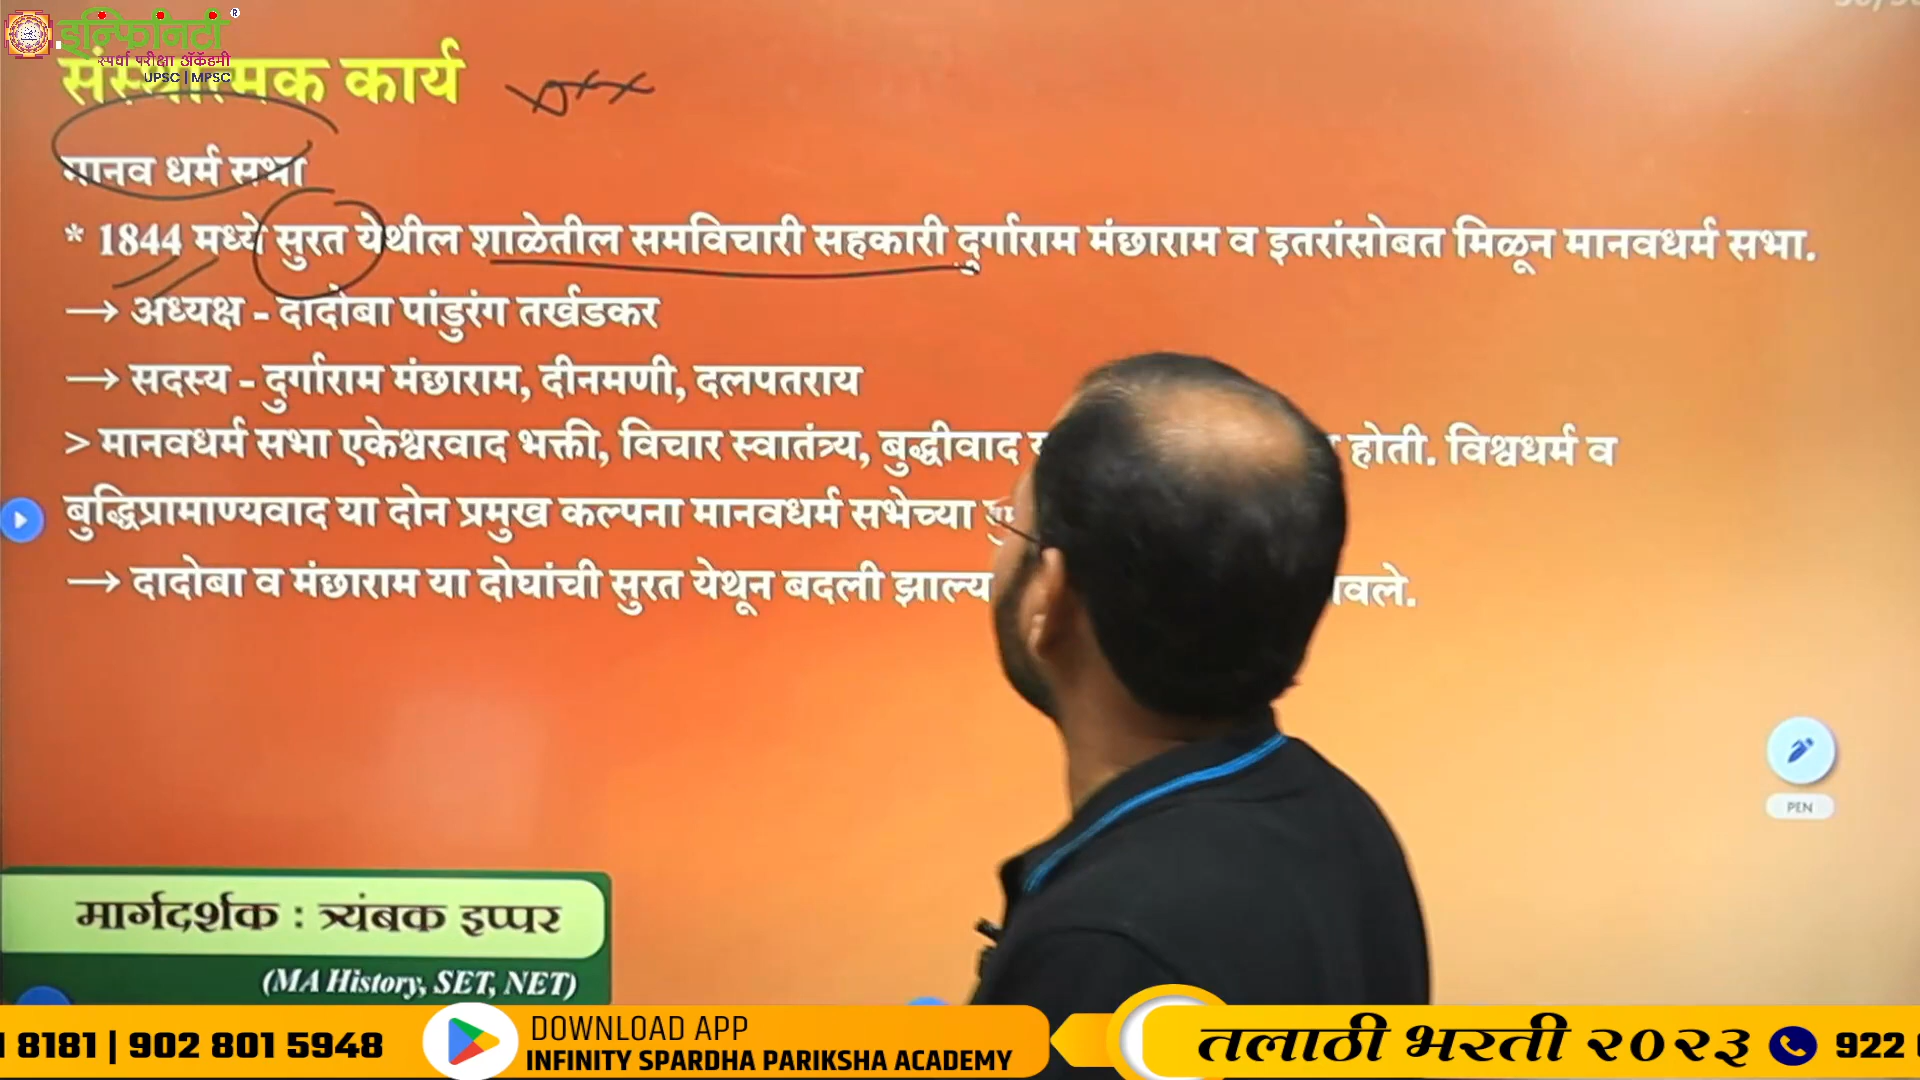 इन्फिनिटी
स्पर्धा परीक्षा अ‍ॅकॅडमी
UPSC | MPSC
संस्थात्मक कार्य
मानव धर्म सभा
* 1844 मध्ये सुरत येथील शाळेतील समविचारी सहकारी दुर्गाराम मंछाराम व इतरांसोबत मिळून मानवधर्म सभा.
→ अध्यक्ष - दादोबा पांडुरंग तर्खडकर
→ सदस्य - दुर्गाराम मंछाराम, दीनमणी, दलपतराय
> मानवधर्म सभा एकेश्वरवाद भक्ती, विचार स्वातंत्र्य, बुद्धीवाद होती. विश्वधर्म व
बुद्धिप्रामाण्यवाद या दोन प्रमुख कल्पना मानवधर्म सभेच्या
→ दादोबा व मंछाराम या दोघांची सुरत येथून बदली
PEN
मार्गदर्शक : त्र्यंबक इप्पर
(MA History, SET, NET)
8181 | 902 801 5948
DOWNLOAD APP
INFINITY SPARDHA PARIKSHA ACADEMY
तलाठी भरती २०२३
922